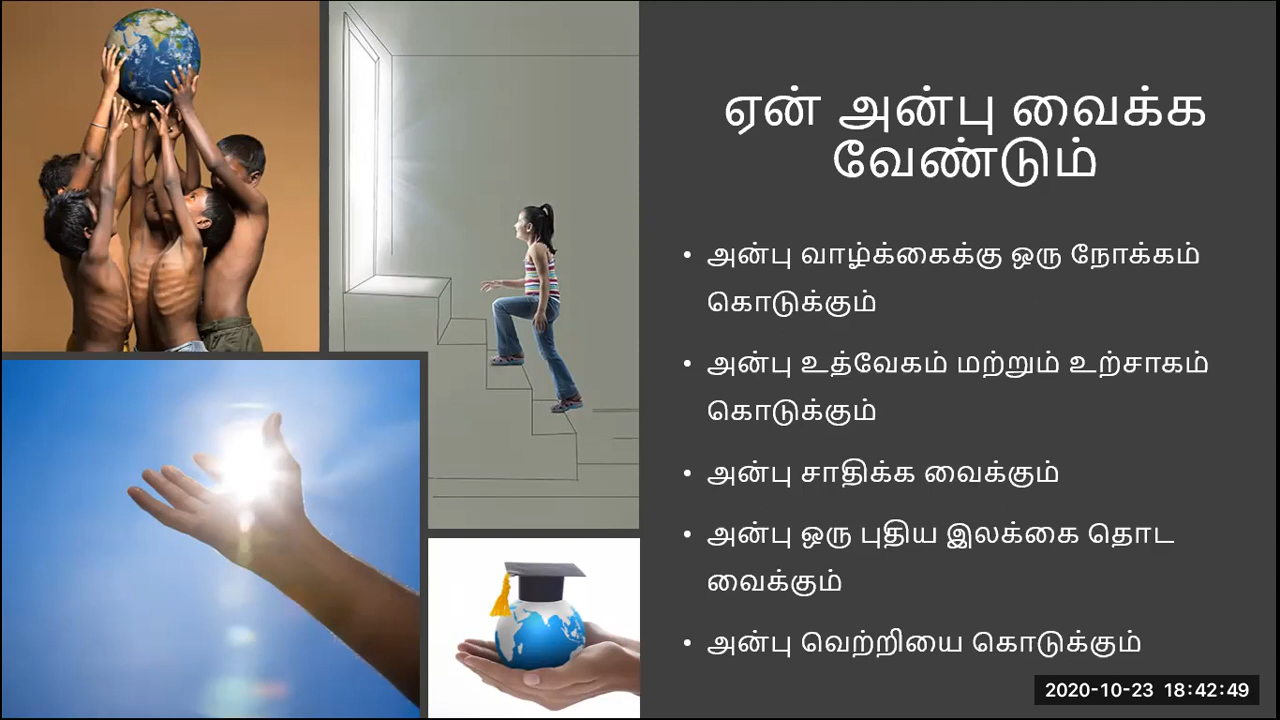 ஏன் அன்பு வைக்க
வேண்டும்
• அன்பு வாழ்க்கைக்கு ஒரு நோக்கம்
கொடுக்கும்
• அன்பு உத்வேகம் மற்றும் உற்சாகம்
கொடுக்கும்
• அன்பு சாதிக்க வைக்கும்
• அன்பு ஒரு புதிய இலக்கை தொட
வைக்கும்
• அன்பு வெற்றியை கொடுக்கும்
2020-10-23 18:42:49